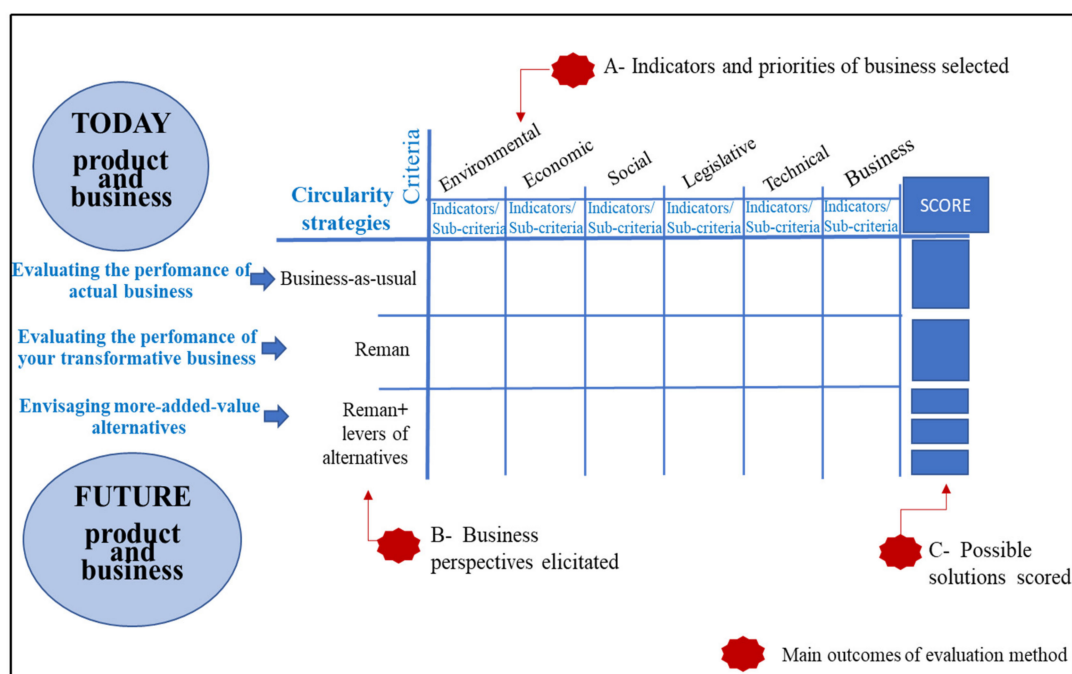 A- Indicators and priorities of business selected
TODAY
product
and
business
Criteria
Environmental
Economic
Social
Legislative
Technical
Business
Circularity
strategies
Indicators/ Indicators/ Indicators/ Indicators/ Indicators/ Indicators/
Sub-criteria Sub-criteria Sub-criteria Sub-criteria Sub-criteria Sub-criteria
SCORE
Evaluating the perfomance of
actual business
Business-as-usual
Evaluating the perfomance of
your transformative business
Reman
Envisaging more-added-value
alternatives
Reman+
levers of
alternatives
FUTURE
product
and
business
B- Business
perspectives elicitated
C- Possible
solutions scored
Main outcomes of evaluation method